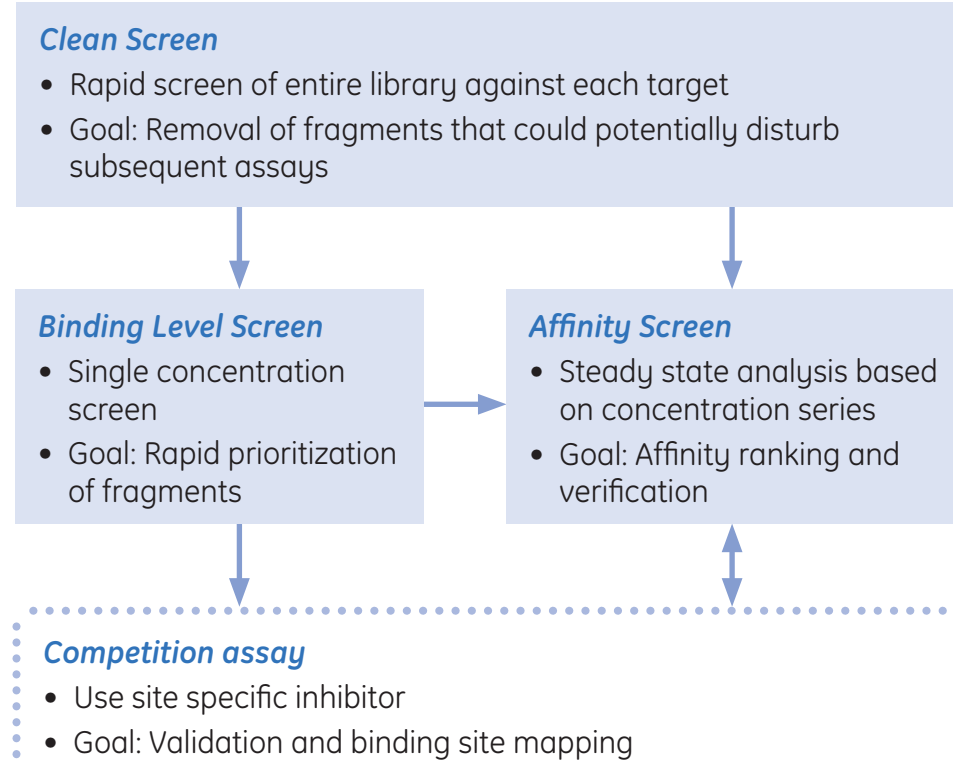 Clean Screen
• Rapid screen of entire library against each target
• Goal: Removal of fragments that could potentially disturb
subsequent assays
Binding Level Screen
• Single concentration
screen
• Goal: Rapid prioritization
of fragments
Affinity Screen
• Steady state analysis based
on concentration series
• Goal: Affinity ranking and
verification
Competition assay
• Use site specific inhibitor
• Goal: Validation and binding site mapping